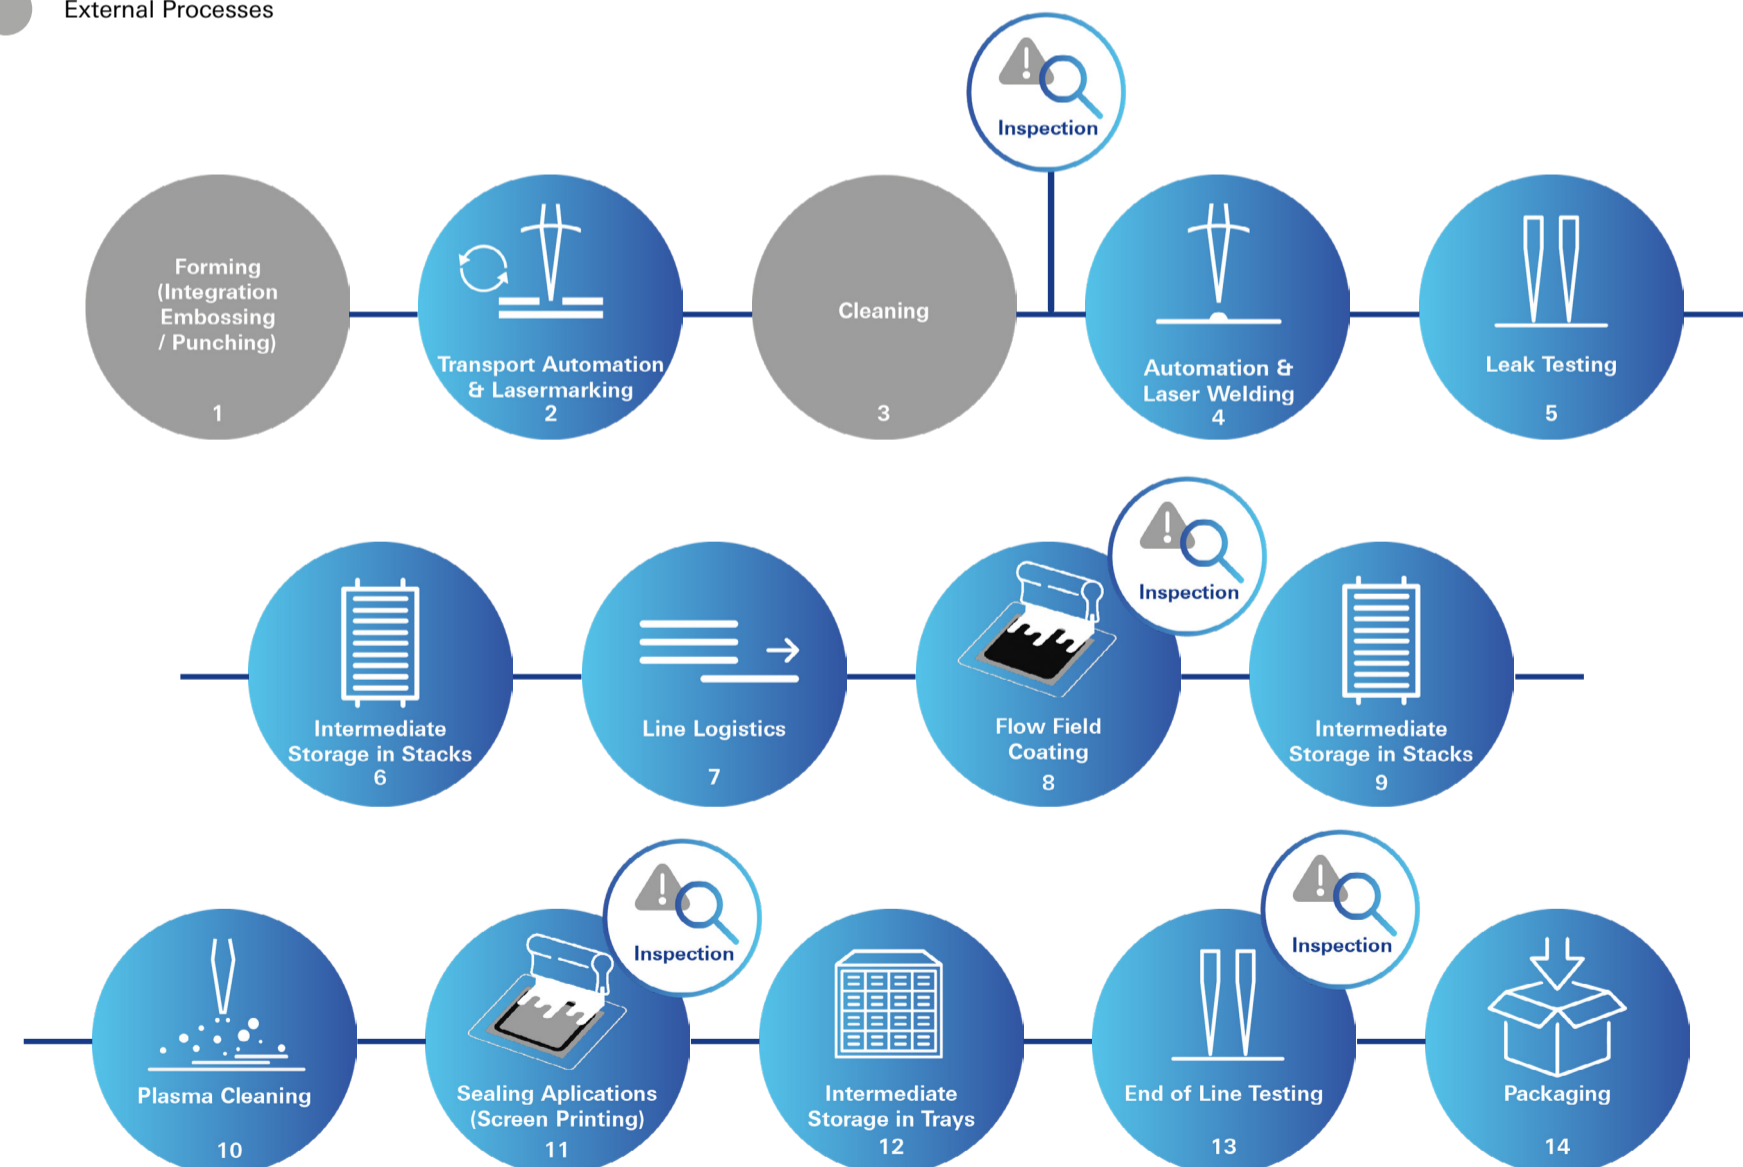 External Processes
Inspection
Forming
(Integration
Embossing
/ Punching)
1
Transport Automation
& Lasermarking
2
Cleaning
3
Automation &
Laser Welding
4
Leak Testing
5
Inspection
Intermediate
Storage in Stacks
6
Line Logistics
7
Flow Field
Coating
8
Intermediate
Storage in Stacks
9
Inspection
Inspection
Plasma Cleaning
10
Sealing Aplications
(Screen Printing)
11
Intermediate
Storage in Trays
12
End of Line Testing
13
Packaging
14